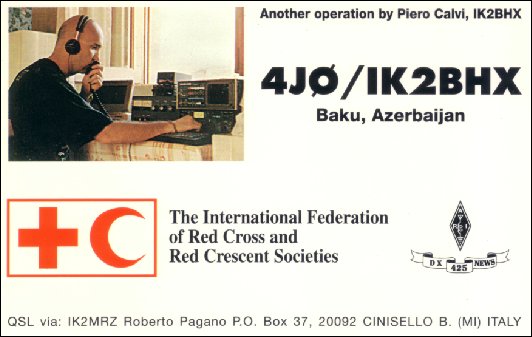 Another operation by Piero Calvi, IK2BHX
4JØ/IK2BHX
Baku, Azerbaijan
The International Federation
of Red Cross and
Red Crescent Societies
DX 425 NEWS
QSL via: IK2MRZ Roberto Pagano P.O. Box 37, 20092 CINISELLO B. (MI) ITALY